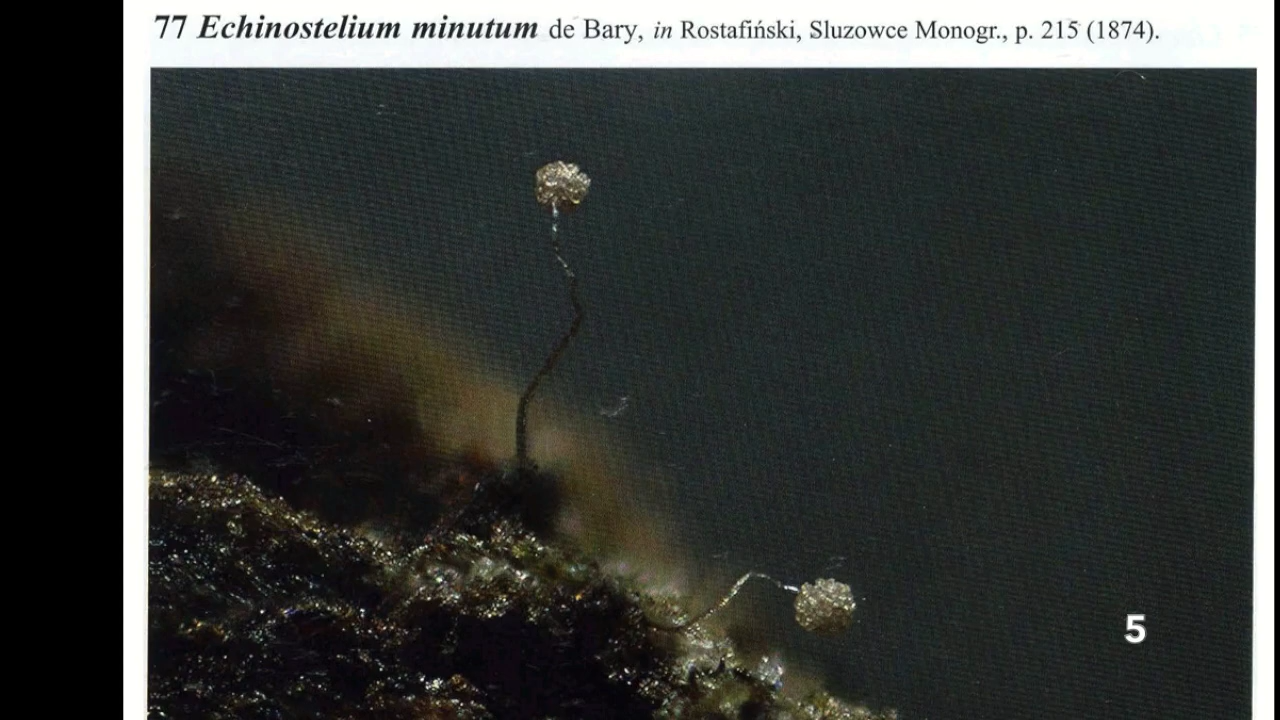 77 Echinostelium minutum de Bary, in Rostafiński, Sluzowce Monogr., p. 215 (1874).
5